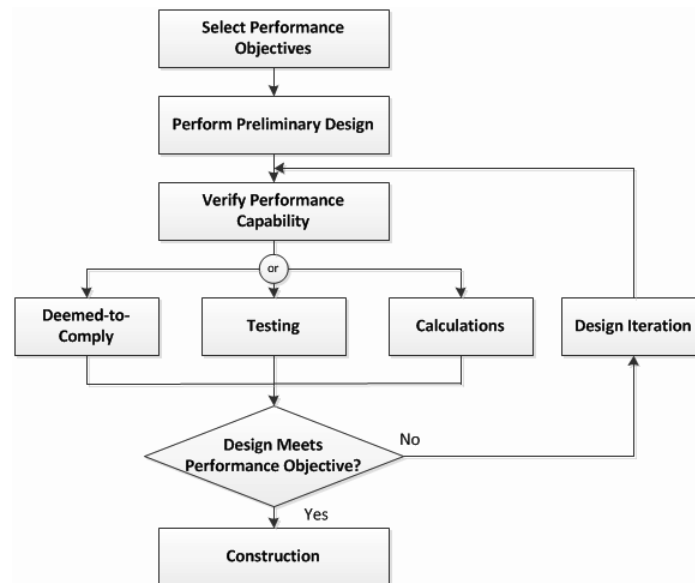 Select Performance
Objectives
Perform Preliminary Design
Verify Performance
Capability
or
Deemed-to-
Comply
Testing
Calculations
Design Iteration
Design Meets
Performance Objective?
No
Yes
Construction